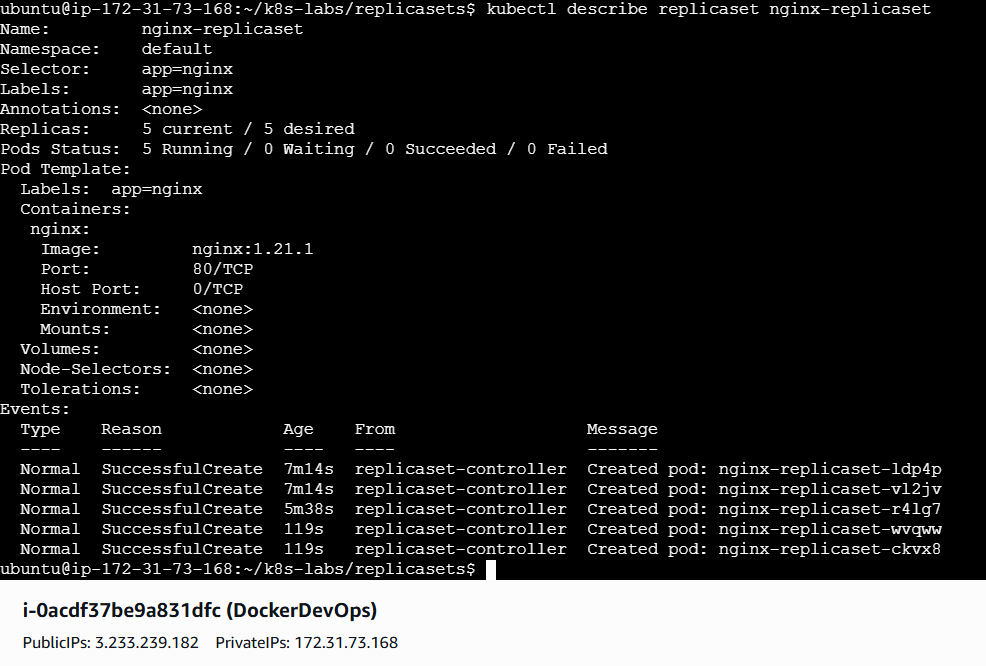 ubuntu@ip-172-31-73-168:~/k8s-labs/replicasets$ kubectl describe replicaset nginx-replicaset
Name:         nginx-replicaset
Namespace:    default
Selector:     app=nginx
Labels:       app=nginx
Annotations:  <none>
Replicas:     5 current / 5 desired
Pods Status:  5 Running / 0 Waiting / 0 Succeeded / 0 Failed
Pod Template:
  Labels:  app=nginx
  Containers:
   nginx:
    Image:         nginx:1.21.1
    Port:          80/TCP
    Host Port:     0/TCP
    Environment:   <none>
    Mounts:        <none>
  Volumes:         <none>
  Node-Selectors:  <none>
  Tolerations:     <none>
Events:
  Type    Reason            Age    From                   Message
  ----    ------            ----   ----                   -------
  Normal  SuccessfulCreate  7m14s  replicaset-controller  Created pod: nginx-replicaset-ldp4p
  Normal  SuccessfulCreate  7m14s  replicaset-controller  Created pod: nginx-replicaset-vl2jv
  Normal  SuccessfulCreate  5m38s  replicaset-controller  Created pod: nginx-replicaset-r4lg7
  Normal  SuccessfulCreate  119s   replicaset-controller  Created pod: nginx-replicaset-wvqww
  Normal  SuccessfulCreate  119s   replicaset-controller  Created pod: nginx-replicaset-ckvx8
ubuntu@ip-172-31-73-168:~/k8s-labs/replicasets$
i-0acdf37be9a831dfc (DockerDevOps)
PublicIPs: 3.233.239.182    PrivateIPs: 172.31.73.168